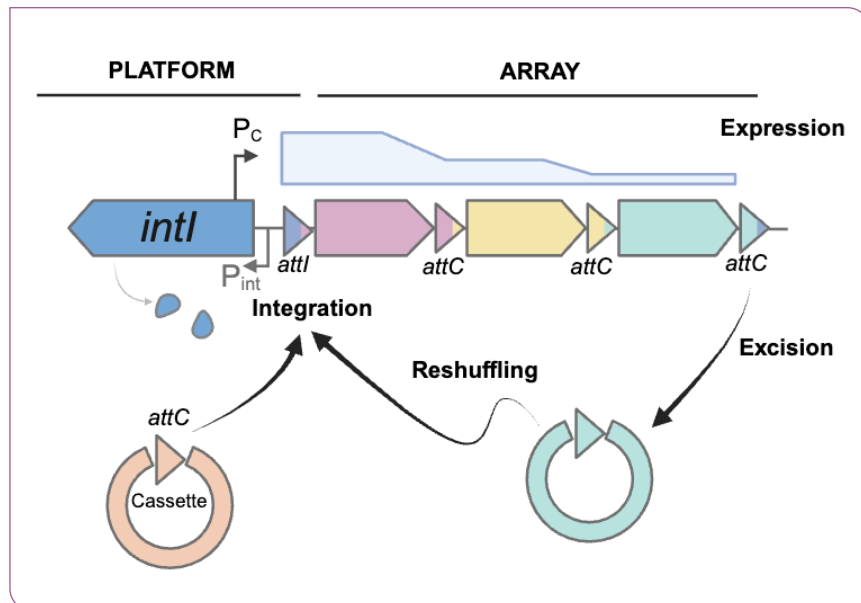 PLATFORM
ARRAY
Expression
PC
intI
Pint
attI
attC
attC
attC
Integration
Excision
Reshuffling
attC
Cassette